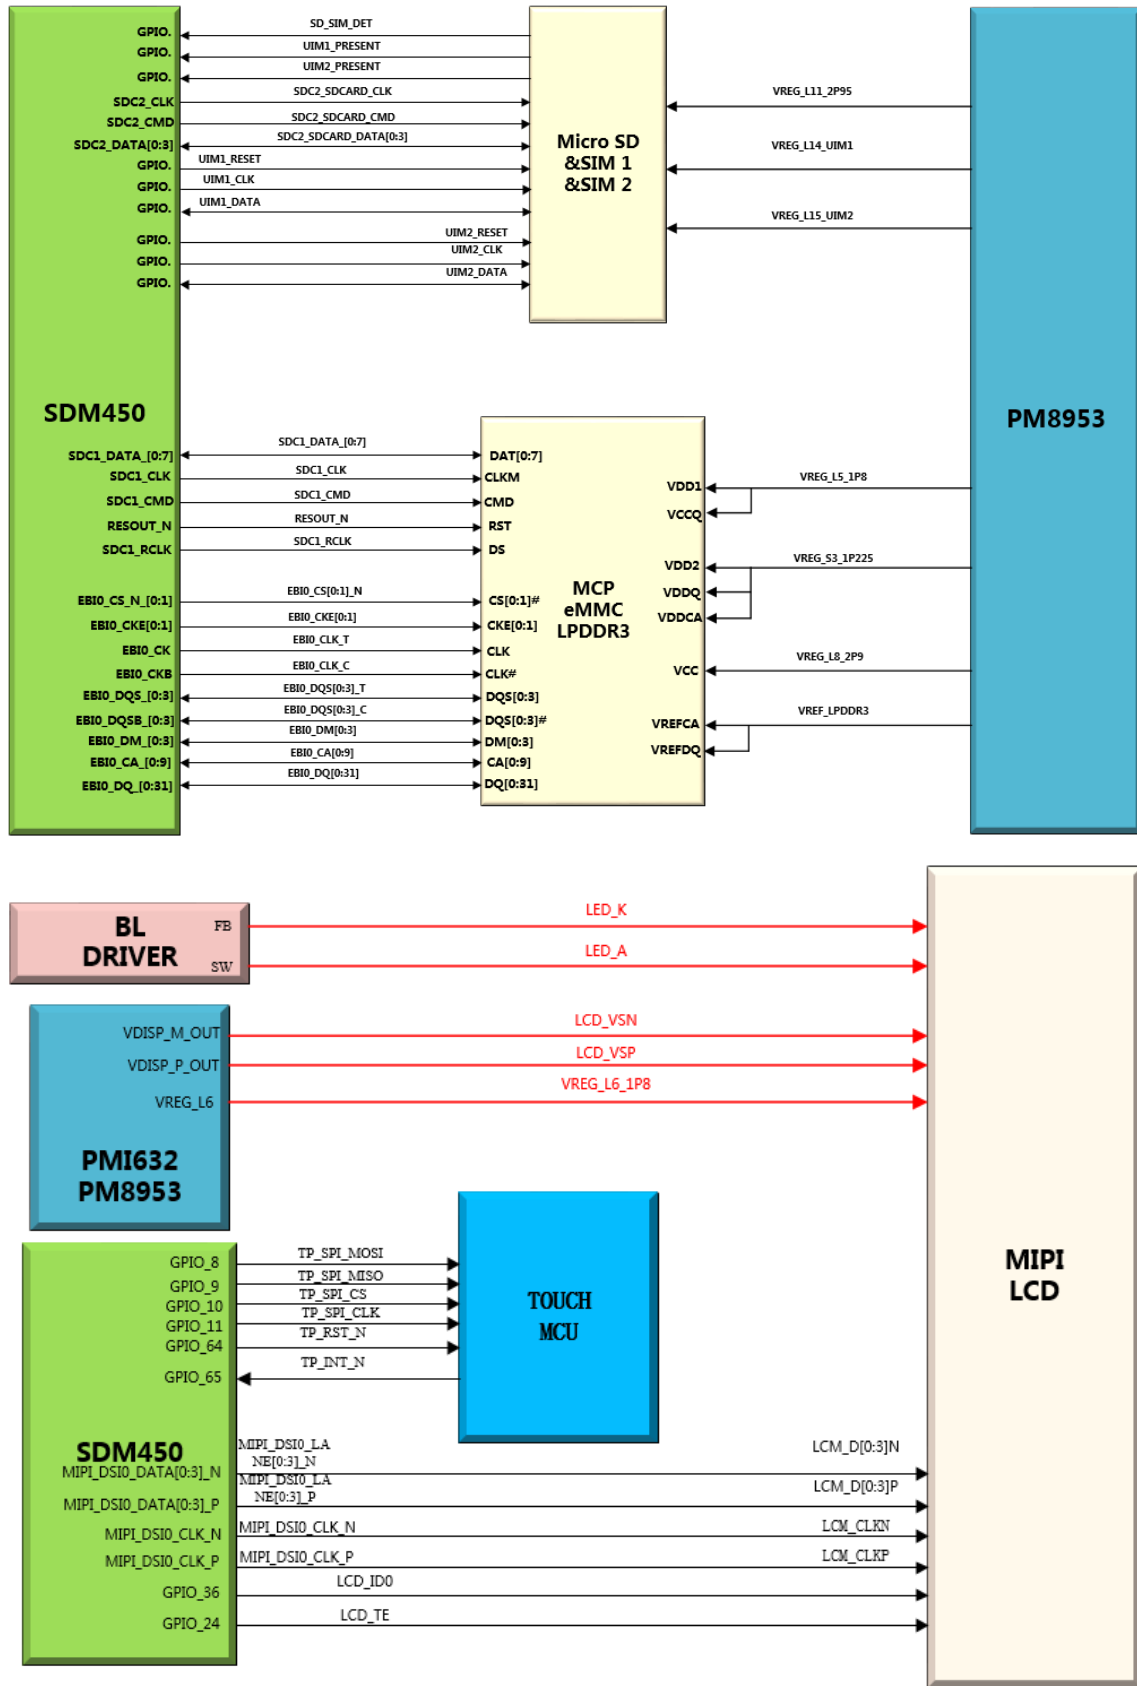 GPIO.
SD_SIM_DET
GPIO.
UIM1_PRESENT
GPIO.
UIM2_PRESENT
SDC2_CLK
SDC2_SDCARD_CLK
SDC2_CMD
SDC2_SDCARD_CMD
SDC2_DATA[0:3]
SDC2_SDCARD_DATA[0:3]
GPIO.
UIM1_RESET
GPIO.
UIM1_CLK
GPIO.
UIM1_DATA
GPIO.
UIM2_RESET
GPIO.
UIM2_CLK
GPIO.
UIM2_DATA
Micro SD
&SIM 1
&SIM 2
VREG_L11_2P95
VREG_L14_UIM1
VREG_L15_UIM2
SDM450
PM8953
SDC1_DATA_[0:7]
SDC1_DATA_[0:7]
DAT[0:7]
SDC1_CLK
SDC1_CLK
CLKM
SDC1_CMD
SDC1_CMD
CMD
RESOUT_N
RESOUT_N
RST
SDC1_RCLK
SDC1_RCLK
DS
EBI0_CS_N_[0:1]
EBI0_CS[0:1]_N
CS[0:1]#
EBI0_CKE[0:1]
EBI0_CKE[0:1]
CKE[0:1]
EBI0_CK
EBI0_CLK_T
CLK
EBI0_CKB
EBI0_CLK_C
CLK#
EBI0_DQS_[0:3]
EBI0_DQS[0:3]_T
DQS[0:3]
EBI0_DQSB_[0:3]
EBI0_DQS[0:3]_C
DQS[0:3]#
EBI0_DM_[0:3]
EBI0_DM[0:3]
DM[0:3]
EBI0_CA_[0:9]
EBI0_CA[0:9]
CA[0:9]
EBI0_DQ_[0:31]
EBI0_DQ[0:31]
DQ[0:31]
MCP
eMMC
LPDDR3
VDD1
VREG_L5_1P8
VCCQ
VDD2
VREG_S3_1P225
VDDQ
VDDCA
VCC
VREG_L8_2P9
VREFCA
VREF_LPDDR3
VREFDQ
BL
DRIVER
FB
SW
LED_K
LED_A
VDISP_M_OUT
LCD_VSN
VDISP_P_OUT
LCD_VSP
VREG_L6
VREG_L6_1P8
PMI632
PM8953
GPIO_8
TP_SPI_MOSI
GPIO_9
TP_SPI_MISO
GPIO_10
TP_SPI_CS
GPIO_11
TP_SPI_CLK
GPIO_64
TP_RST_N
GPIO_65
TP_INT_N
TOUCH
MCU
MIPI
LCD
SDM450
MIPI_DSI0_DATA[0:3]_N
MIPI_DSI0_LA
NE[0:3]_N
LCM_D[0:3]N
MIPI_DSI0_DATA[0:3]_P
MIPI_DSI0_LA
NE[0:3]_P
LCM_D[0:3]P
MIPI_DSI0_CLK_N
MIPI_DSI0_CLK_N
LCM_CLKN
MIPI_DSI0_CLK_P
MIPI_DSI0_CLK_P
LCM_CLKP
GPIO_36
LCD_ID0
GPIO_24
LCD_TE